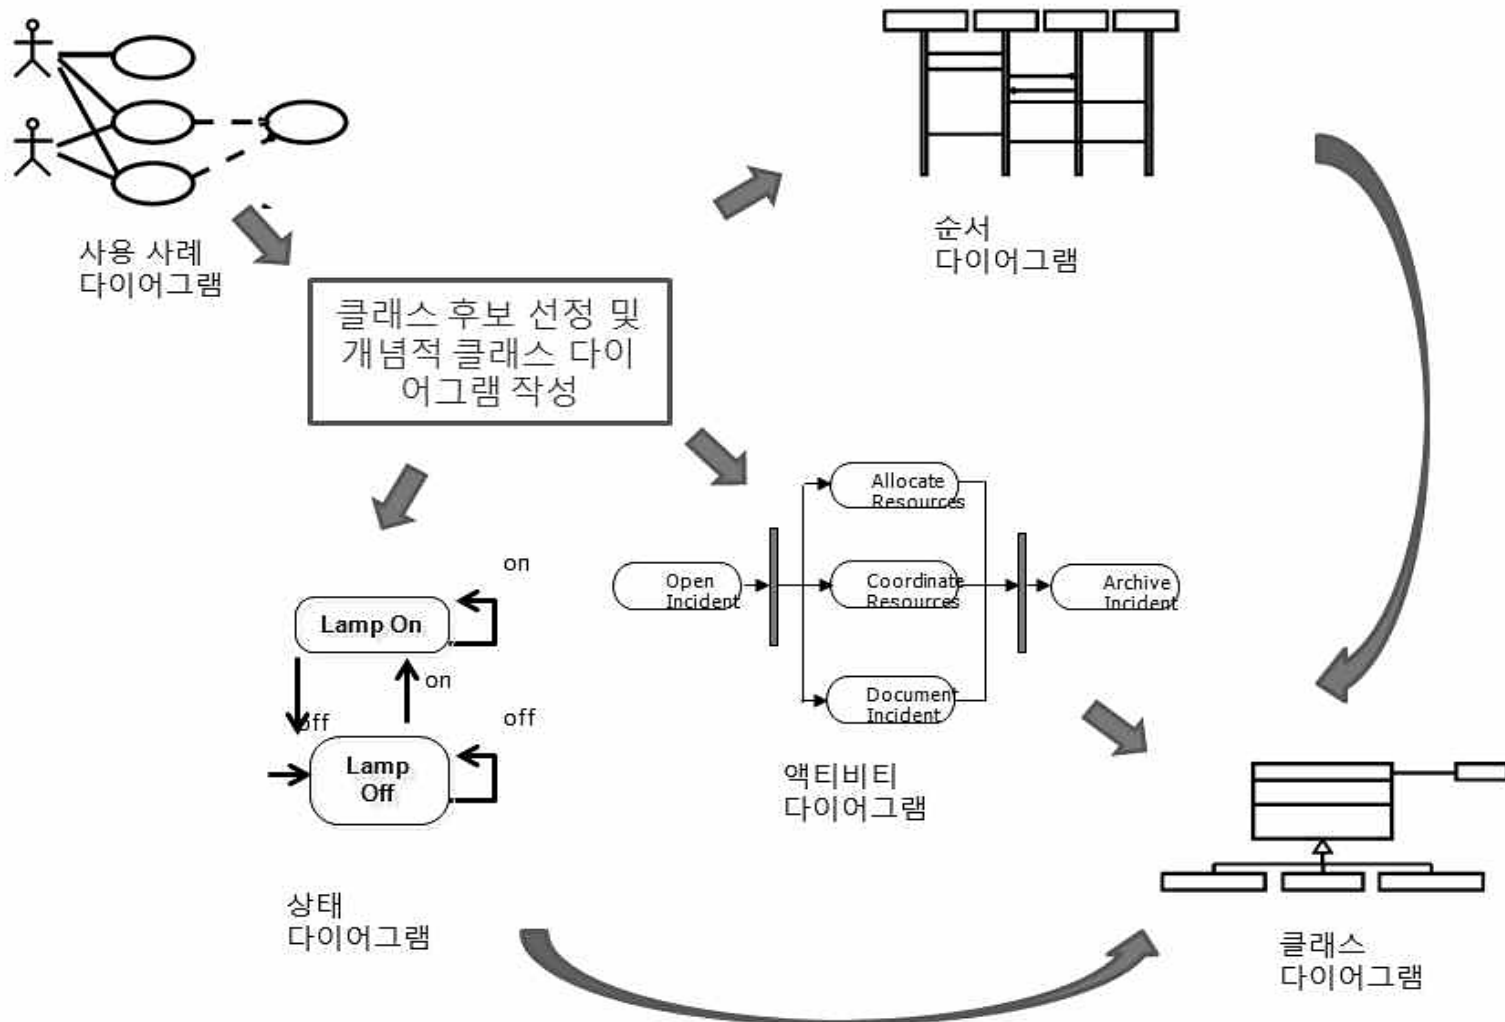 사용 사례
다이어그램
순서
다이어그램
클래스 후보 선정 및
개념적 클래스 다이
어그램 작성
Allocate
Resources
Open
Incident
Coordinate
Resources
Archive
Incident
Document
Incident
액티비티
다이어그램
on
Lamp On
on
off
off
Lamp
Off
상태
다이어그램
클래스
다이어그램